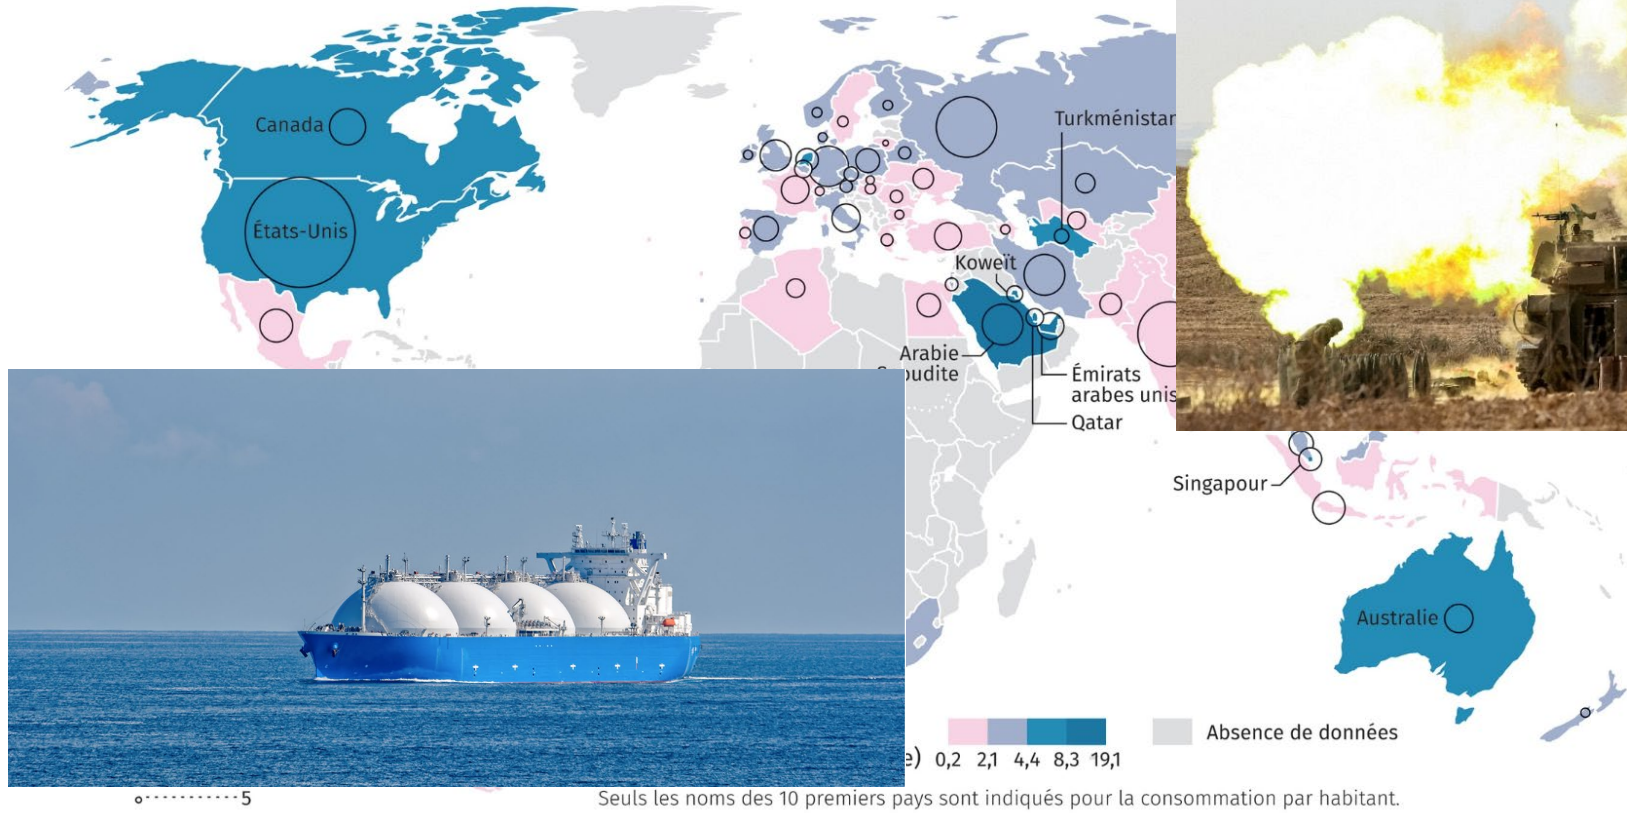 Canada
États-Unis
Turkménistan
Koweït
Arabie
Saoudite
Émirats
arabes unis
Qatar
Singapour
Australie
0,2 2,1 4,4 8,3 19,1
Absence de données
5
Seuls les noms des 10 premiers pays sont indiqués pour la consommation par habitant.